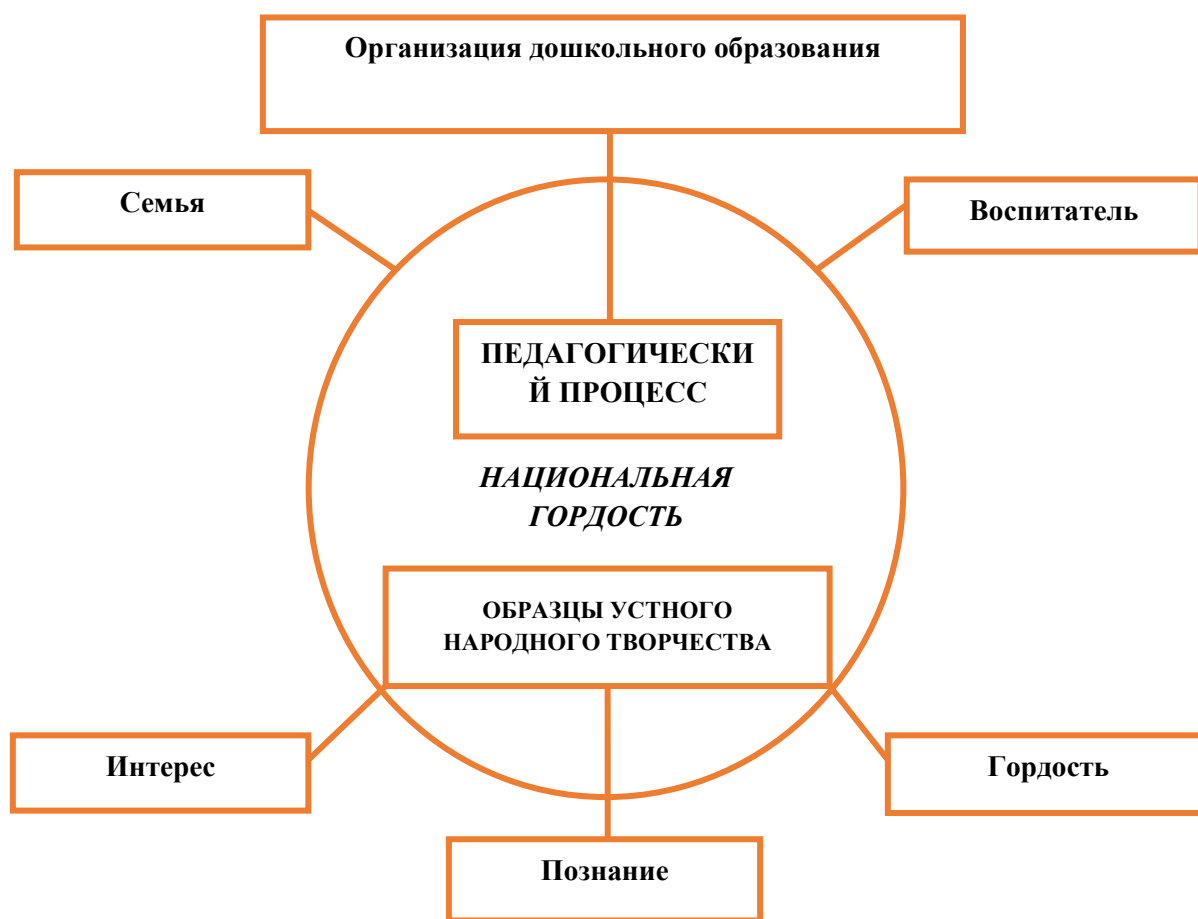 Организация дошкольного образования
Семья
Воспитатель
ПЕДАГОГИЧЕСКИ
Й ПРОЦЕСС
НАЦИОНАЛЬНАЯ
ГОРДОСТЬ
ОБРАЗЦЫ УСТНОГО
НАРОДНОГО ТВОРЧЕСТВА
Интерес
Гордость
Познание